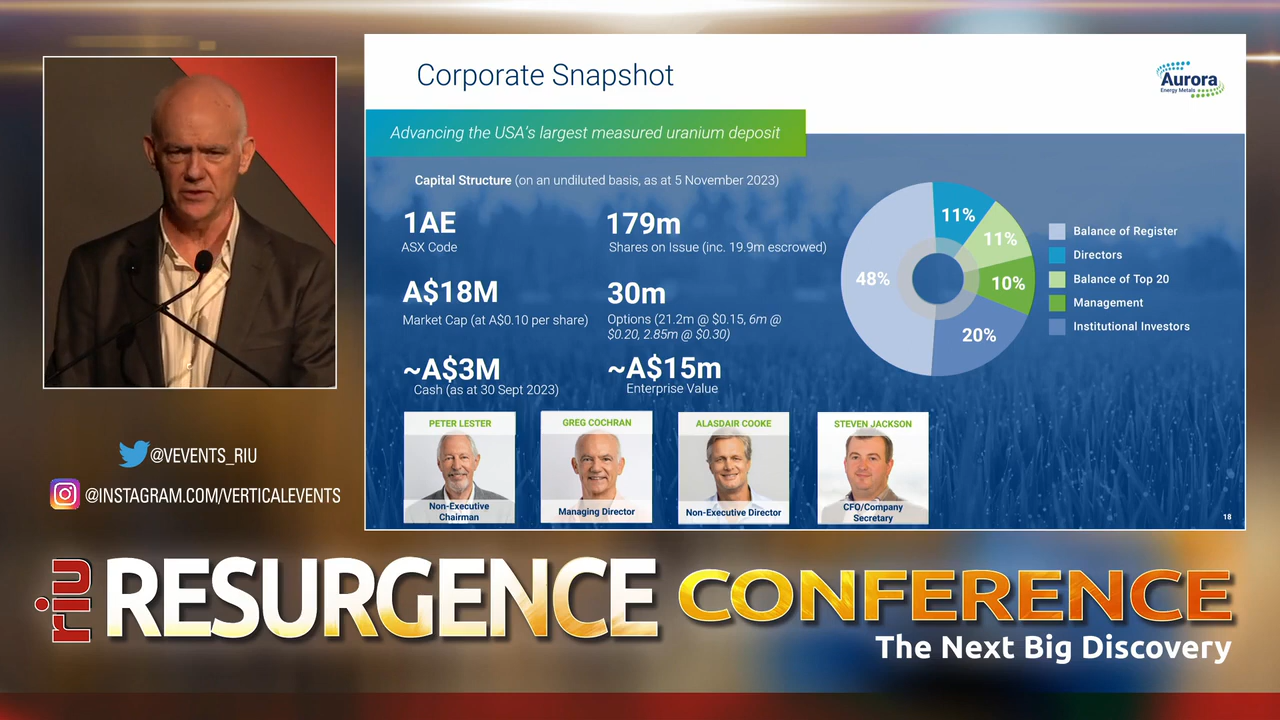 Corporate Snapshot
Aurora
Energy Metals
Advancing the USA's largest measured uranium deposit
Capital Structure (on an undiluted basis, as at 5 November 2023)
1AE
ASX Code
179m
Shares on Issue (inc. 19.9m escrowed)
A$18M
Market Cap (at A$0.10 per share)
30m
Options (21.2m @ $0.15, 6m @
$0.20, 2.85m @ $0.30)
~A$3M
Cash (as at 30 Sept 2023)
~A$15m
Enterprise Value
11%
11%
10%
20%
48%
Balance of Register
Directors
Balance of Top 20
Management
Institutional Investors
PETER LESTER
Non-Executive
Chairman
GREG COCHRAN
Managing Director
ALASDAIR COOKE
Non-Executive Director
STEVEN JACKSON
CFO/Company
Secretary
18
@VEVENTS_RIU
@INSTAGRAM.COM/VERTICALEVENTS
riu RESURGENCE CONFERENCE
The Next Big Discovery